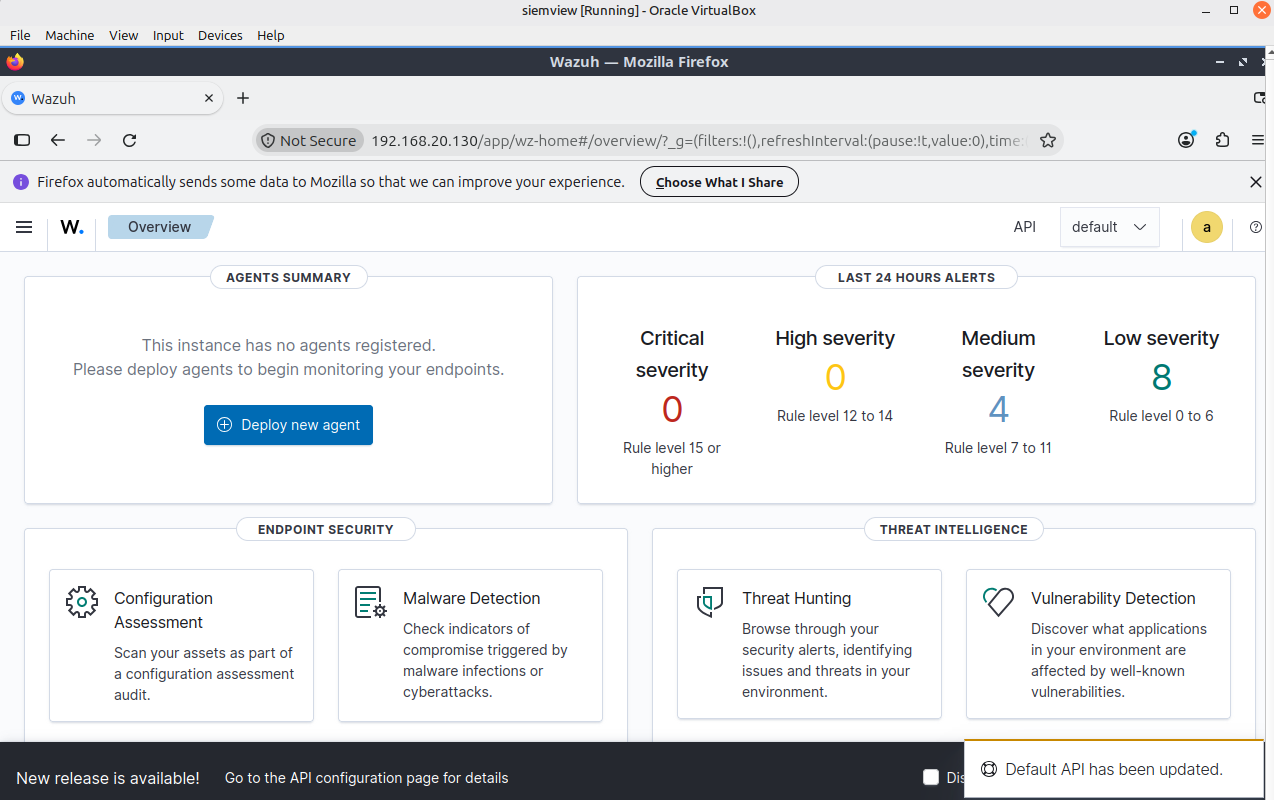 siemview [Running] - Oracle VirtualBox
File Machine View Input Devices Help
Wazuh — Mozilla Firefox
Wazuh
Not Secure 192.168.20.130/app/wz-home#/overview/?_g=(filters:!(),refreshInterval:(pause:!t,value:0),time:
Firefox automatically sends some data to Mozilla so that we can improve your experience. Choose What I Share
W. Overview API default a
AGENTS SUMMARY
This instance has no agents registered.
Please deploy agents to begin monitoring your endpoints.
Deploy new agent
LAST 24 HOURS ALERTS
Critical
severity
0
Rule level 15 or
higher
High severity
0
Rule level 12 to 14
Medium
severity
4
Rule level 7 to 11
Low severity
8
Rule level 0 to 6
ENDPOINT SECURITY
Configuration
Assessment
Scan your assets as part of
a configuration assessment
audit.
Malware Detection
Check indicators of
compromise triggered by
malware infections or
cyberattacks.
THREAT INTELLIGENCE
Threat Hunting
Browse through your
security alerts, identifying
issues and threats in your
environment.
Vulnerability Detection
Discover what applications
in your environment are
affected by well-known
vulnerabilities.
New release is available! Go to the API configuration page for details
Default API has been updated.